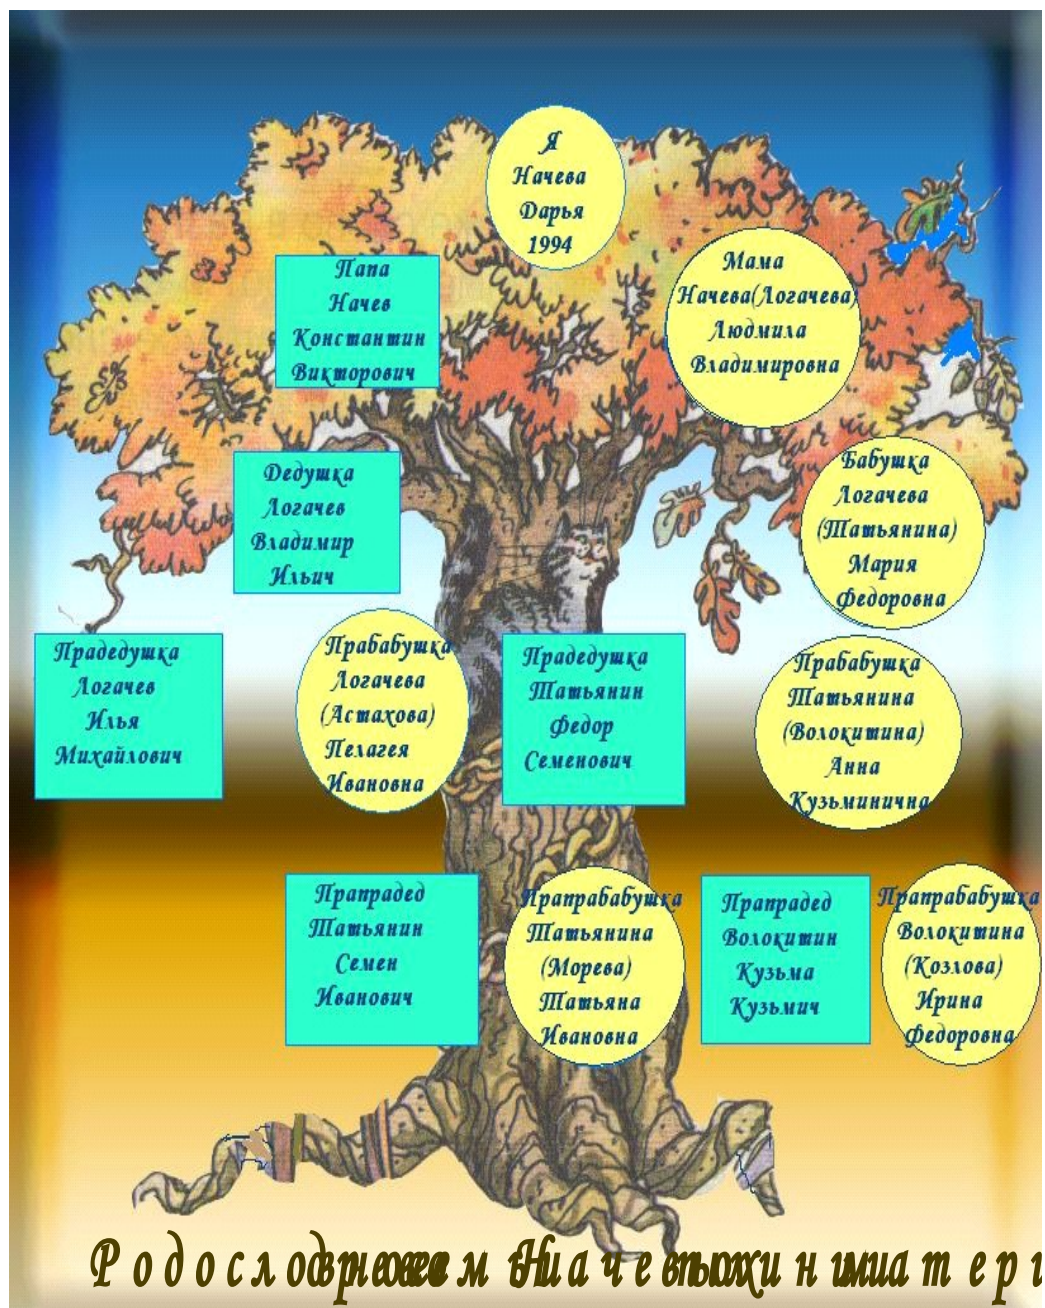 Я
Начева
Дарья
1994
Папа
Начев
Константин
Викторович
Мама
Начева(Логачева)
Людмила
Владимировна
Дедушка
Логачев
Владимир
Ильич
Бабушка
Логачева
(Татьянина)
Мария
Федоровна
Прадедушка
Логачев
Илья
Михайлович
Прабабушка
Логачева
(Астахова)
Пелагея
Ивановна
Прадедушка
Татьянин
Федор
Семенович
Прабабушка
Татьянина
(Волокитина)
Анна
Кузьминична
Прапрадед
Татьянин
Семен
Иванович
Прапрабабушка
Татьянина
(Морева)
Татьяна
Ивановна
Прапрадед
Волокитин
Кузьма
Кузьмич
Прапрабабушка
Волокитина
(Козлова)
Ирина
Федоровна